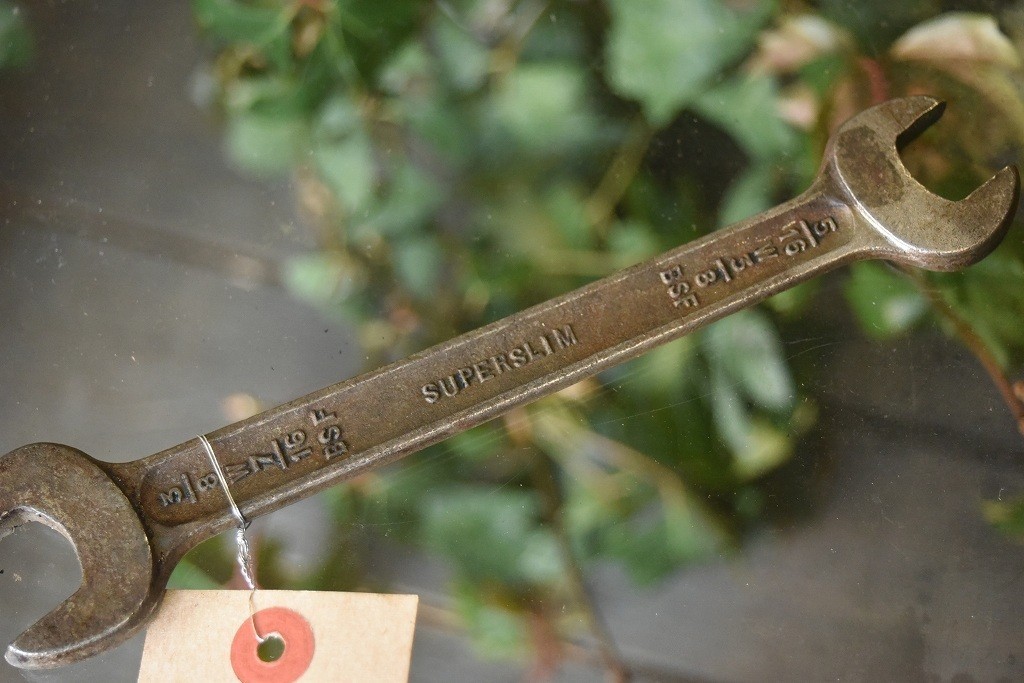 3/8 W
7/16
BSF
SUPERSLIM
5/16 W
3/8
BSF